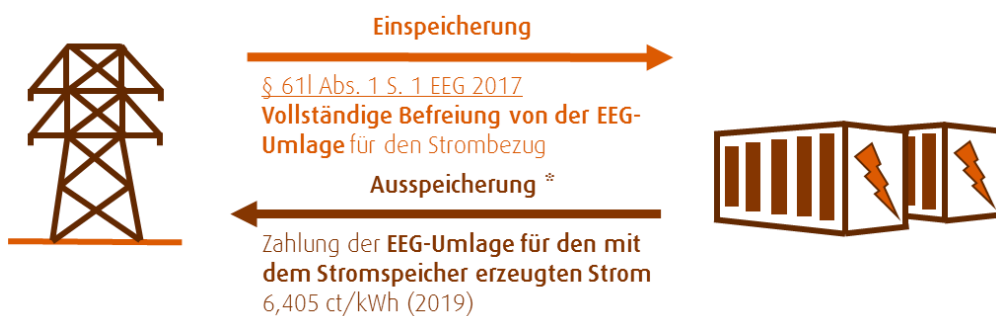 Einspeicherung
§ 61l Abs. 1 S. 1 EEG 2017
Vollständige Befreiung von der EEG-
Umlage für den Strombezug
Ausspeicherung *
Zahlung der EEG-Umlage für den mit
dem Stromspeicher erzeugten Strom
6,405 ct/kWh (2019)